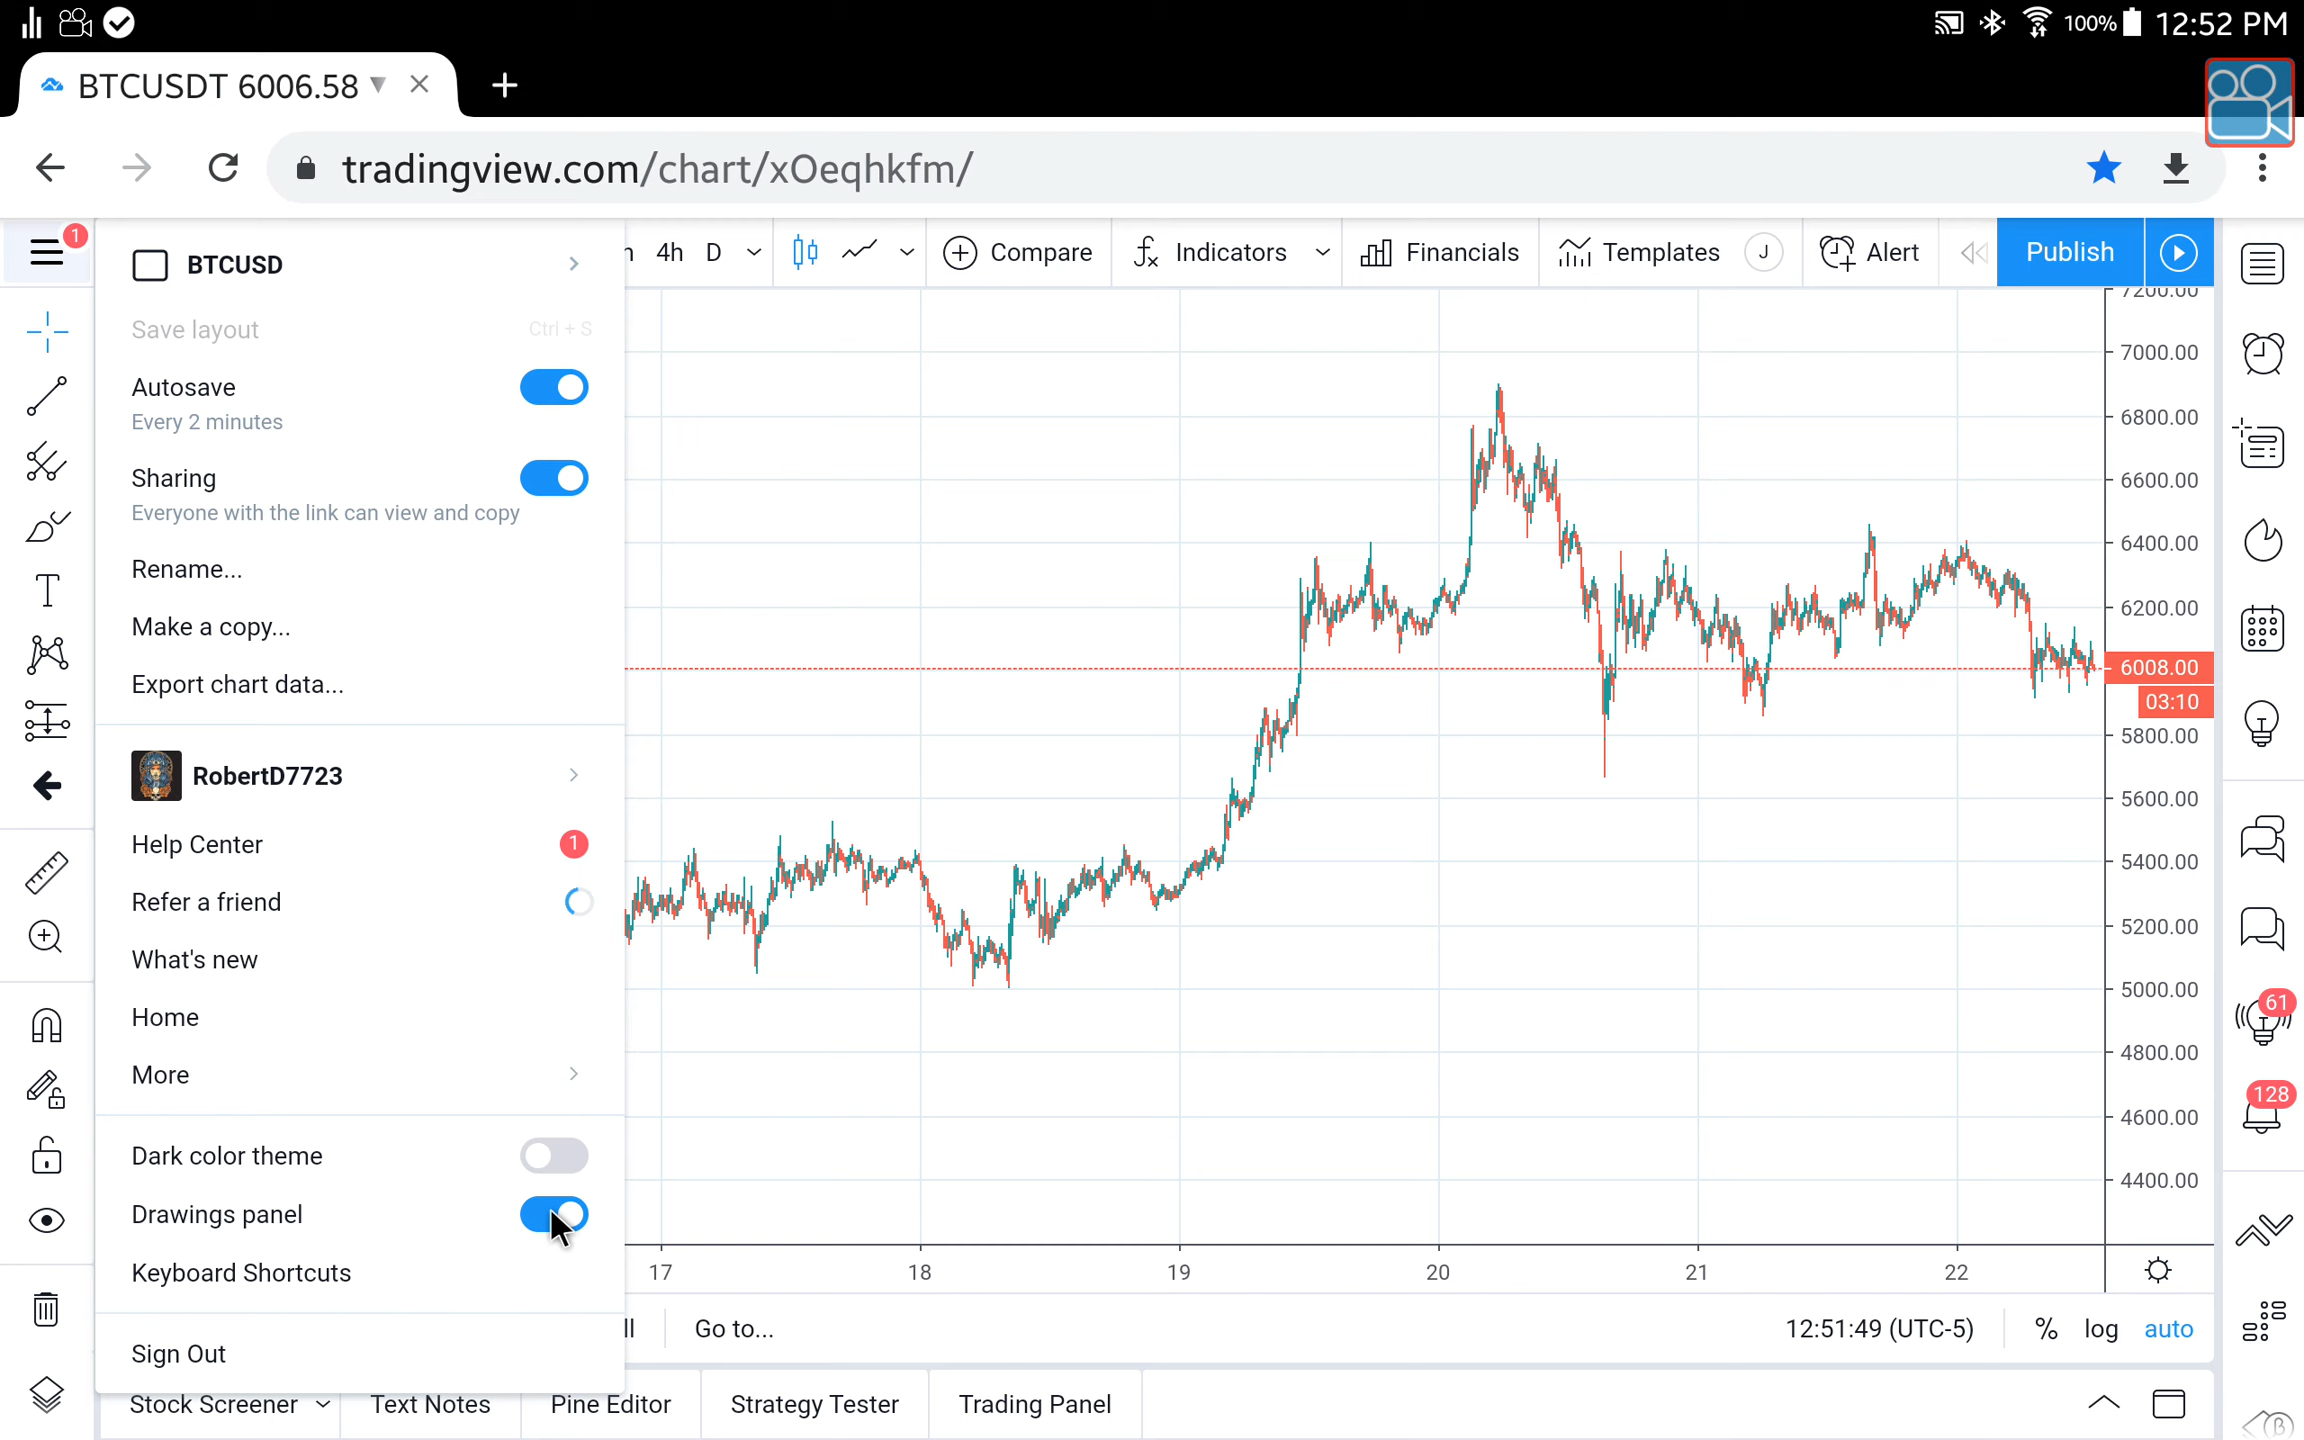 100% 12:52 PM
BTCUSDT 6006.58
tradingview.com/chart/xOeqhkfm/
1
BTCUSD
4h D Compare Indicators Financials Templates J Alert Publish
Save layout Ctrl + S
Autosave
Every 2 minutes
Sharing
Everyone with the link can view and copy
Rename...
Make a copy...
Export chart data...
RobertD7723
Help Center 1
Refer a friend
What's new
Home
More
Dark color theme
Drawings panel
Keyboard Shortcuts
Sign Out
7200.00
7000.00
6800.00
6600.00
6400.00
6200.00
6008.00
03:10
5800.00
5600.00
5400.00
5200.00
5000.00
4800.00
4600.00
4400.00
61
128
17 18 19 20 21 22
Go to... 12:51:49 (UTC-5) % log auto
Stock Screener Text Notes Pine Editor Strategy Tester Trading Panel
β